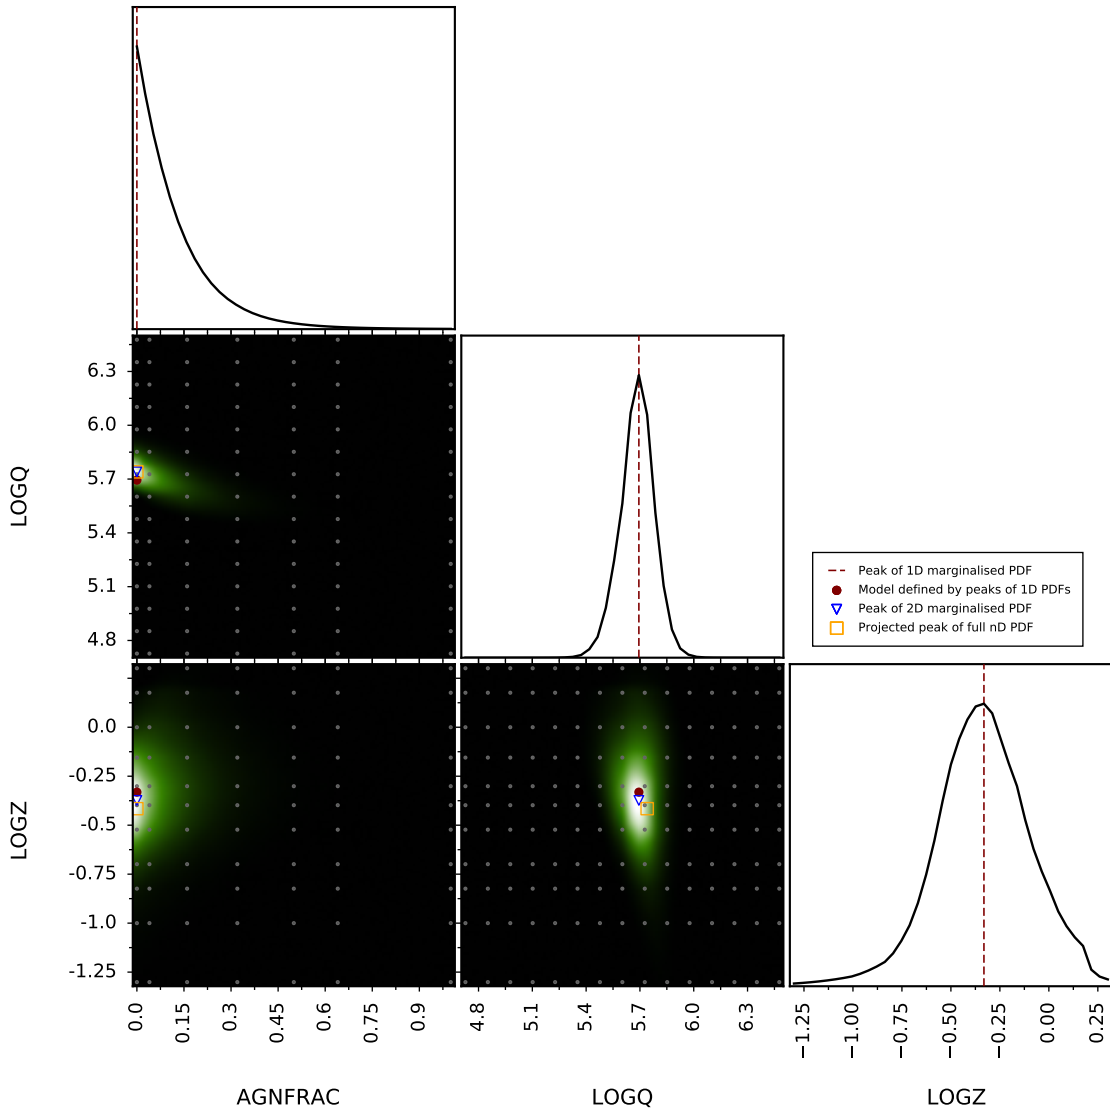 6.3
6.0
5.7
5.4
5.1
4.8
LOGQ
Peak of 1D marginalised PDF
Model defined by peaks of 1D PDFs
Peak of 2D marginalised PDF
Projected peak of full nD PDF
0.0
-0.25
-0.5
-0.75
-1.0
-1.25
LOGZ
0.0 0.15 0.3 0.45 0.6 0.75 0.9
4.8 5.1 5.4 5.7 6.0 6.3
−1.25 −1.00 −0.75 −0.50 −0.25 0.00 0.25
AGNFRAC LOGQ LOGZ